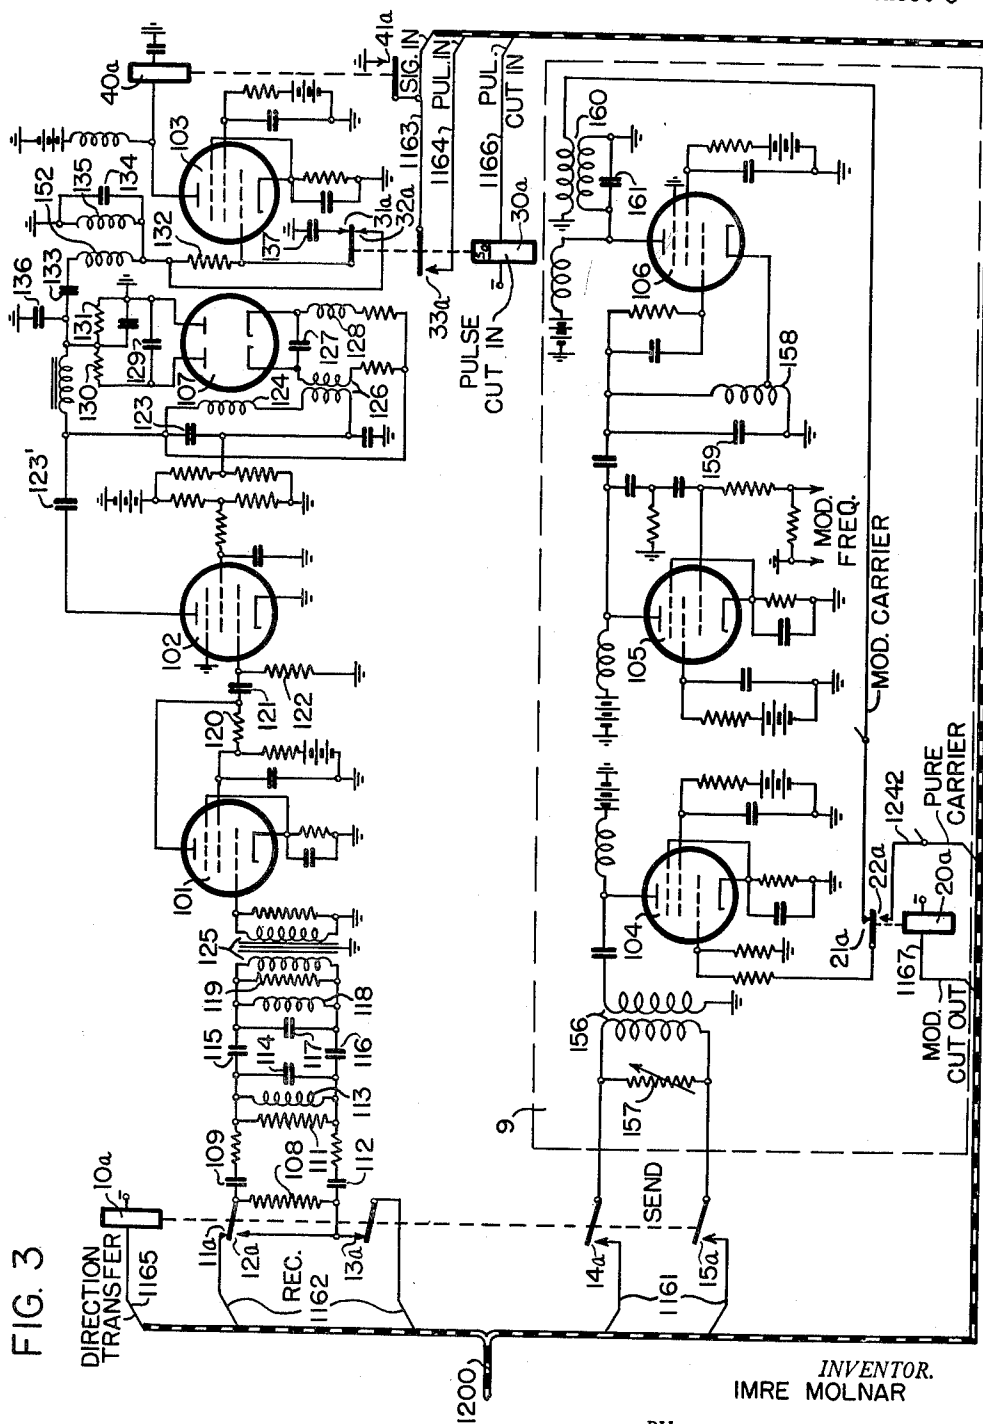 FIG. 3
DIRECTION
TRANSFER
1165
10a
11a
12a
13a
REC.
1162
108
109
111
112
113
114
115
116
117
118
119
125
101
120
121
122
102
123'
123
124
126
127
128
107
129
130
131
136
133
152
135
134
132
137
103
40a
41a
31a
32a
33a
SIG. IN
1163
PUL. IN
1164
PUL.
CUT IN
1166
30a
PULSE
CUT IN
1200
1161
14a
15a
SEND
9
157
156
104
105
106
158
159
160
161
MOD.
FREQ.
MOD. CARRIER
21a
22a
20a
1242
PURE
CARRIER
1167
MOD.
CUT OUT
INVENTOR.
IMRE MOLNAR